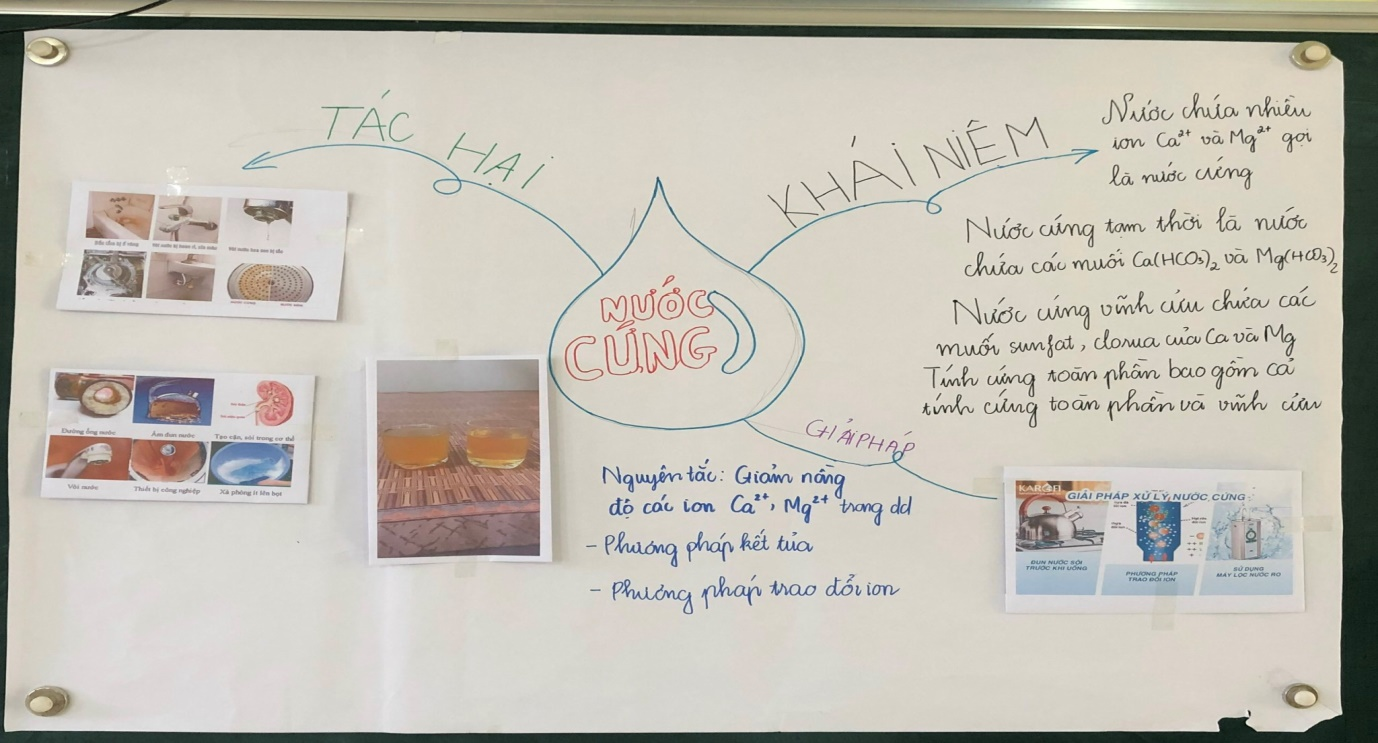 TÁC HẠI
KHÁI NIỆM
Nước chứa nhiều
ion Ca²⁺ và Mg²⁺ gọi
là nước cứng
Nước cứng tạm thời là nước
chứa các muối Ca(HCO₃)₂ và Mg(HCO₃)₂
Nước cứng vĩnh cửu chứa các
muối sunfat, clorua của Ca và Mg
Tính cứng toàn phần bao gồm cả
tính cứng toàn phần và vĩnh cửu
NƯỚC
CỨNG
GIẢI PHÁP
Nguyên tắc: Giảm nồng
độ các ion Ca²⁺, Mg²⁺ trong dd
- Phương pháp kết tủa
- Phương pháp trao đổi ion
Đường ống nước
Ấm đun nước
Tạo cặn, sỏi trong cơ thể
Vòi nước
Thiết bị công nghiệp
Xà phòng ít lên bọt
KAROFI
GIẢI PHÁP XỬ LÝ NƯỚC CỨNG
ĐUN NƯỚC SÔI
TRƯỚC KHI UỐNG
PHƯƠNG PHÁP
TRAO ĐỔI ION
SỬ DỤNG
MÁY LỌC NƯỚC RO